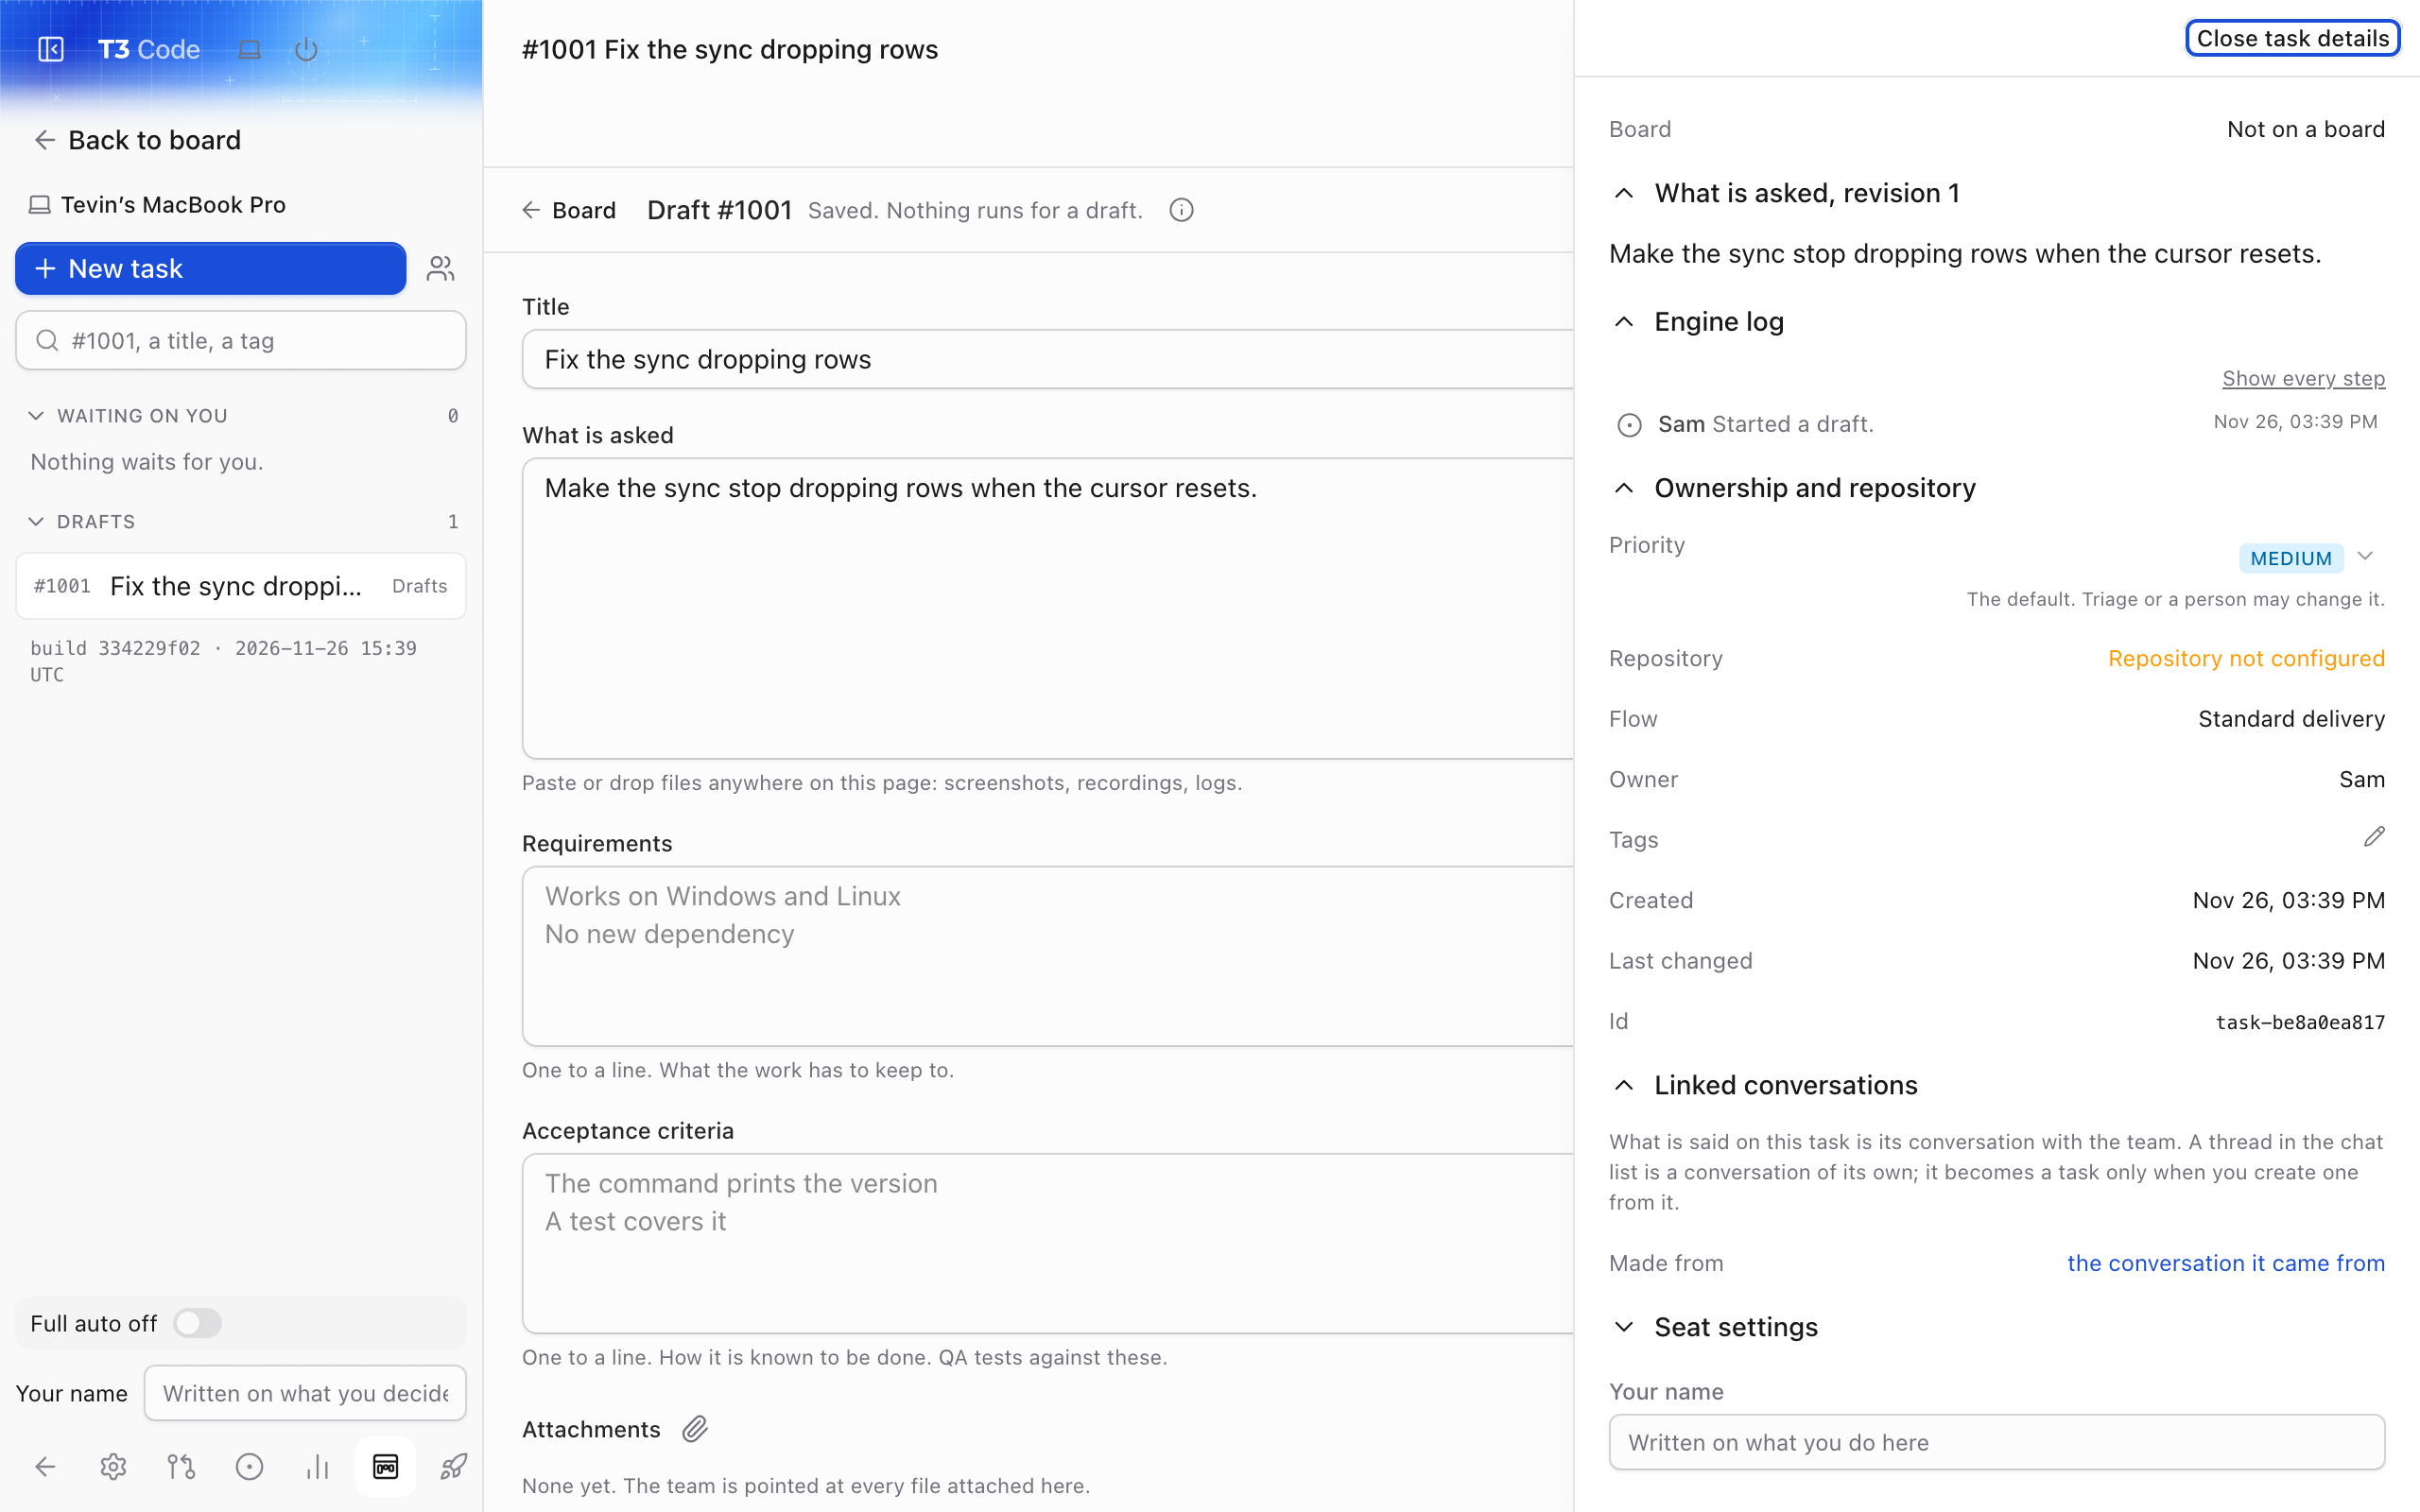 T3 Code
Back to board
Tevin’s MacBook Pro
New task
#1001, a title, a tag
WAITING ON YOU 0
Nothing waits for you.
DRAFTS 1
#1001 Fix the sync droppi... Drafts
build 334229f02 · 2026-11-26 15:39
UTC
Full auto off
Your name Written on what you decide
#1001 Fix the sync dropping rows
Board Draft #1001 Saved. Nothing runs for a draft.
Title
Fix the sync dropping rows
What is asked
Make the sync stop dropping rows when the cursor resets.
Paste or drop files anywhere on this page: screenshots, recordings, logs.
Requirements
Works on Windows and Linux
No new dependency
One to a line. What the work has to keep to.
Acceptance criteria
The command prints the version
A test covers it
One to a line. How it is known to be done. QA tests against these.
Attachments
None yet. The team is pointed at every file attached here.
Close task details
Board Not on a board
What is asked, revision 1
Make the sync stop dropping rows when the cursor resets.
Engine log
Show every step
Sam Started a draft. Nov 26, 03:39 PM
Ownership and repository
Priority MEDIUM
The default. Triage or a person may change it.
Repository Repository not configured
Flow Standard delivery
Owner Sam
Tags
Created Nov 26, 03:39 PM
Last changed Nov 26, 03:39 PM
Id task-be8a0ea817
Linked conversations
What is said on this task is its conversation with the team. A thread in the chat
list is a conversation of its own; it becomes a task only when you create one
from it.
Made from the conversation it came from
Seat settings
Your name
Written on what you do here